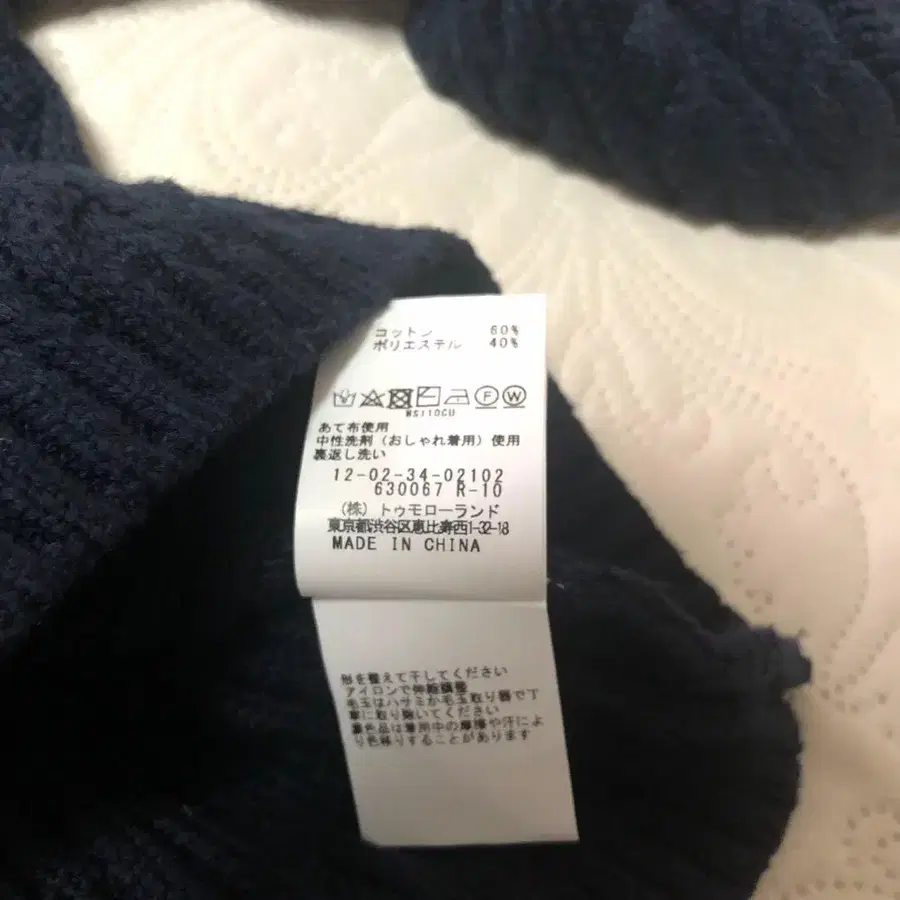 コットン 60%
ポリエステル 40%
F W
WS110CU
あて布使用
中性洗剤(おしゃれ着用)使用
裏返し洗い
12-02-34-02102
630067 R-10
(株)トゥモローランド
東京都渋谷区恵比寿西1-32-18
MADE IN CHINA
形を整えて干してください
アイロンで伸縮調整
毛玉はハサミか毛玉取り器で丁
寧に取り除いてください
濃色品は着用中の摩擦や汗によ
り色移りすることがあります